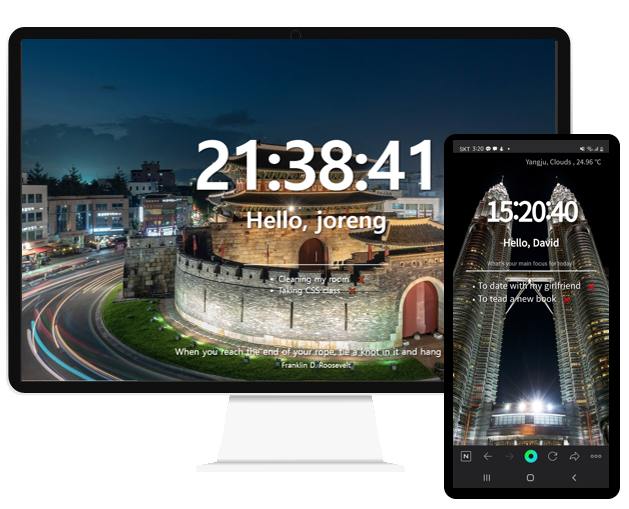 21:38:41
Hello, joreng
Cleaning my room
Taking CSS class
When you reach the end of your rope, tie a knot in it and hang
Franklin D. Roosevelt
SKT 3:20
Yangju, Clouds , 24.96 °C
15:20:40
Hello, David
What's your main focus for today?
To date with my girlfriend
To tead a new book
N